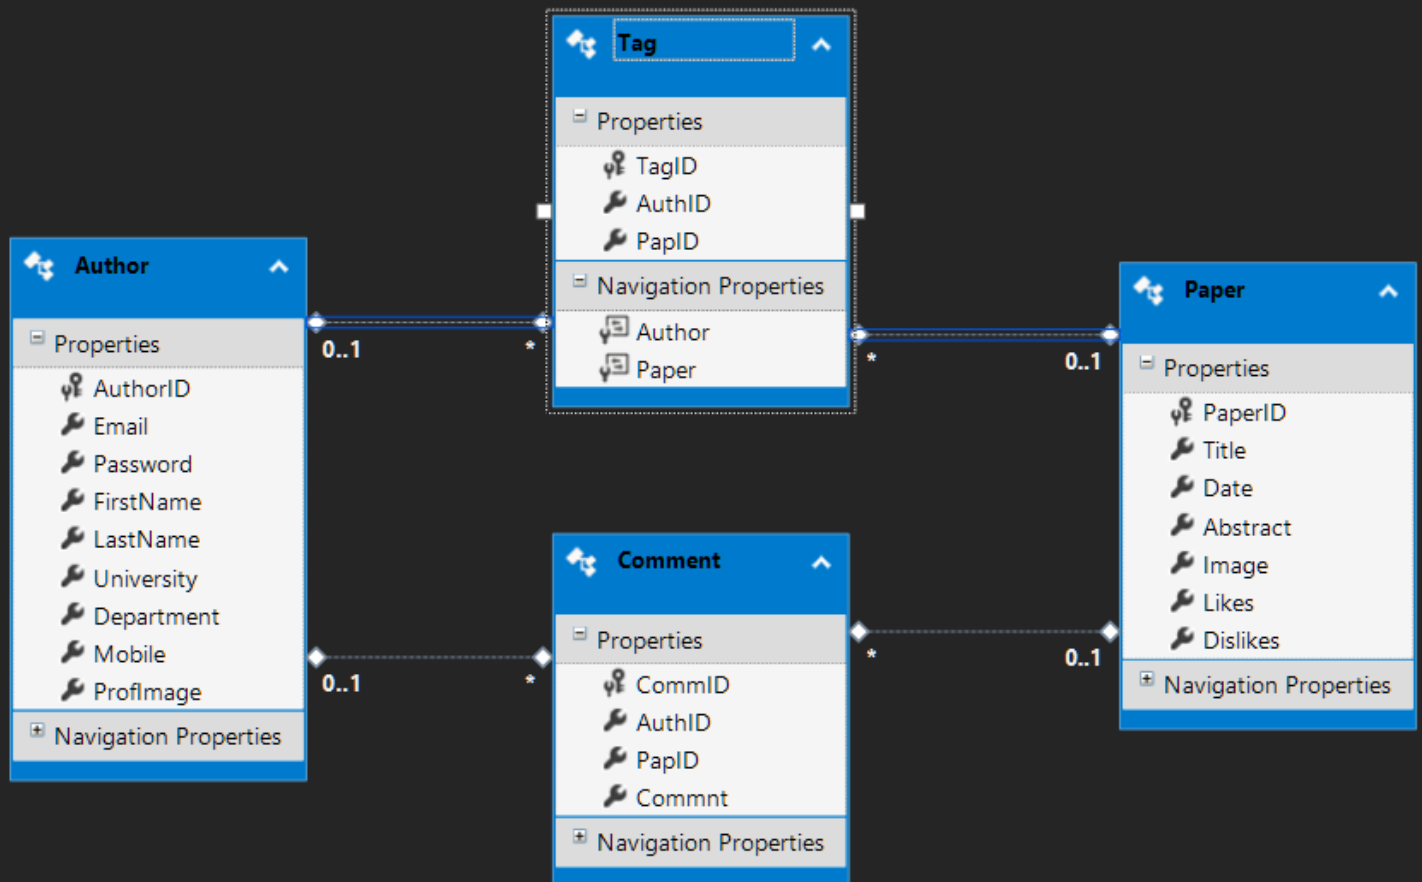 Tag
Properties
TagID
AuthID
PapID
Navigation Properties
Author
Paper
Author
Properties
AuthorID
Email
Password
FirstName
LastName
University
Department
Mobile
ProfImage
Navigation Properties
0..1
*
*
0..1
Paper
Properties
PaperID
Title
Date
Abstract
Image
Likes
Dislikes
Navigation Properties
0..1
*
*
0..1
Comment
Properties
CommID
AuthID
PapID
Commnt
Navigation Properties